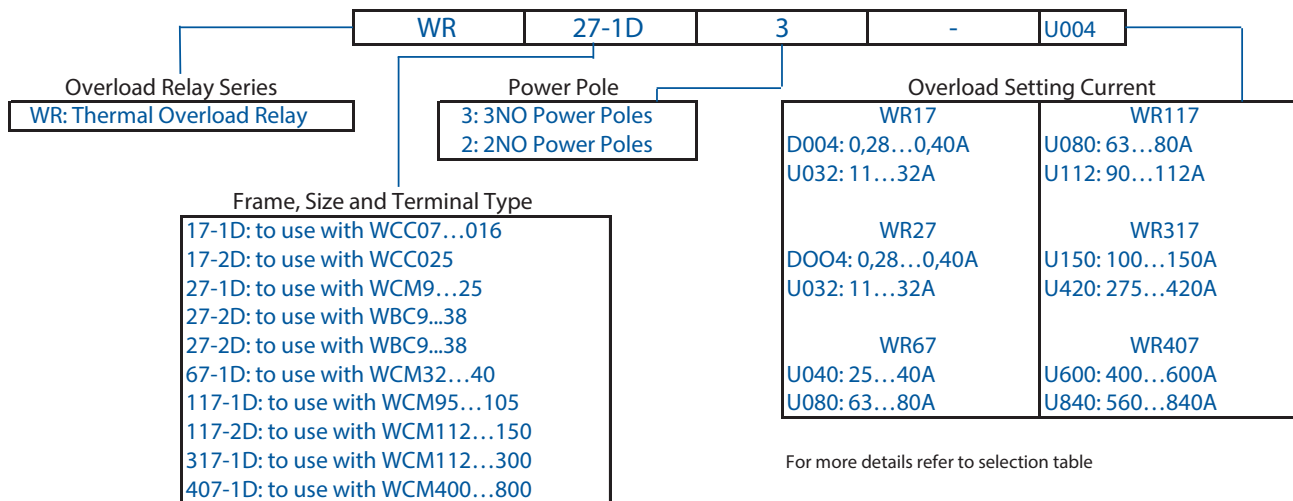 WR 27-1D 3 - U004
Overload Relay Series
WR: Thermal Overload Relay
Power Pole
3: 3NO Power Poles
2: 2NO Power Poles
Frame, Size and Terminal Type
17-1D: to use with WCC07…016
17-2D: to use with WCC025
27-1D: to use with WCM9…25
27-2D: to use with WBC9...38
27-2D: to use with WBC9...38
67-1D: to use with WCM32…40
117-1D: to use with WCM95…105
117-2D: to use with WCM112…150
317-1D: to use with WCM112…300
407-1D: to use with WCM400…800
Overload Setting Current
WR17
D004: 0,28…0,40A
U032: 11…32A
WR27
DOO4: 0,28…0,40A
U032: 11…32A
WR67
U040: 25…40A
U080: 63…80A
WR117
U080: 63…80A
U112: 90…112A
WR317
U150: 100…150A
U420: 275…420A
WR407
U600: 400…600A
U840: 560…840A
For more details refer to selection table